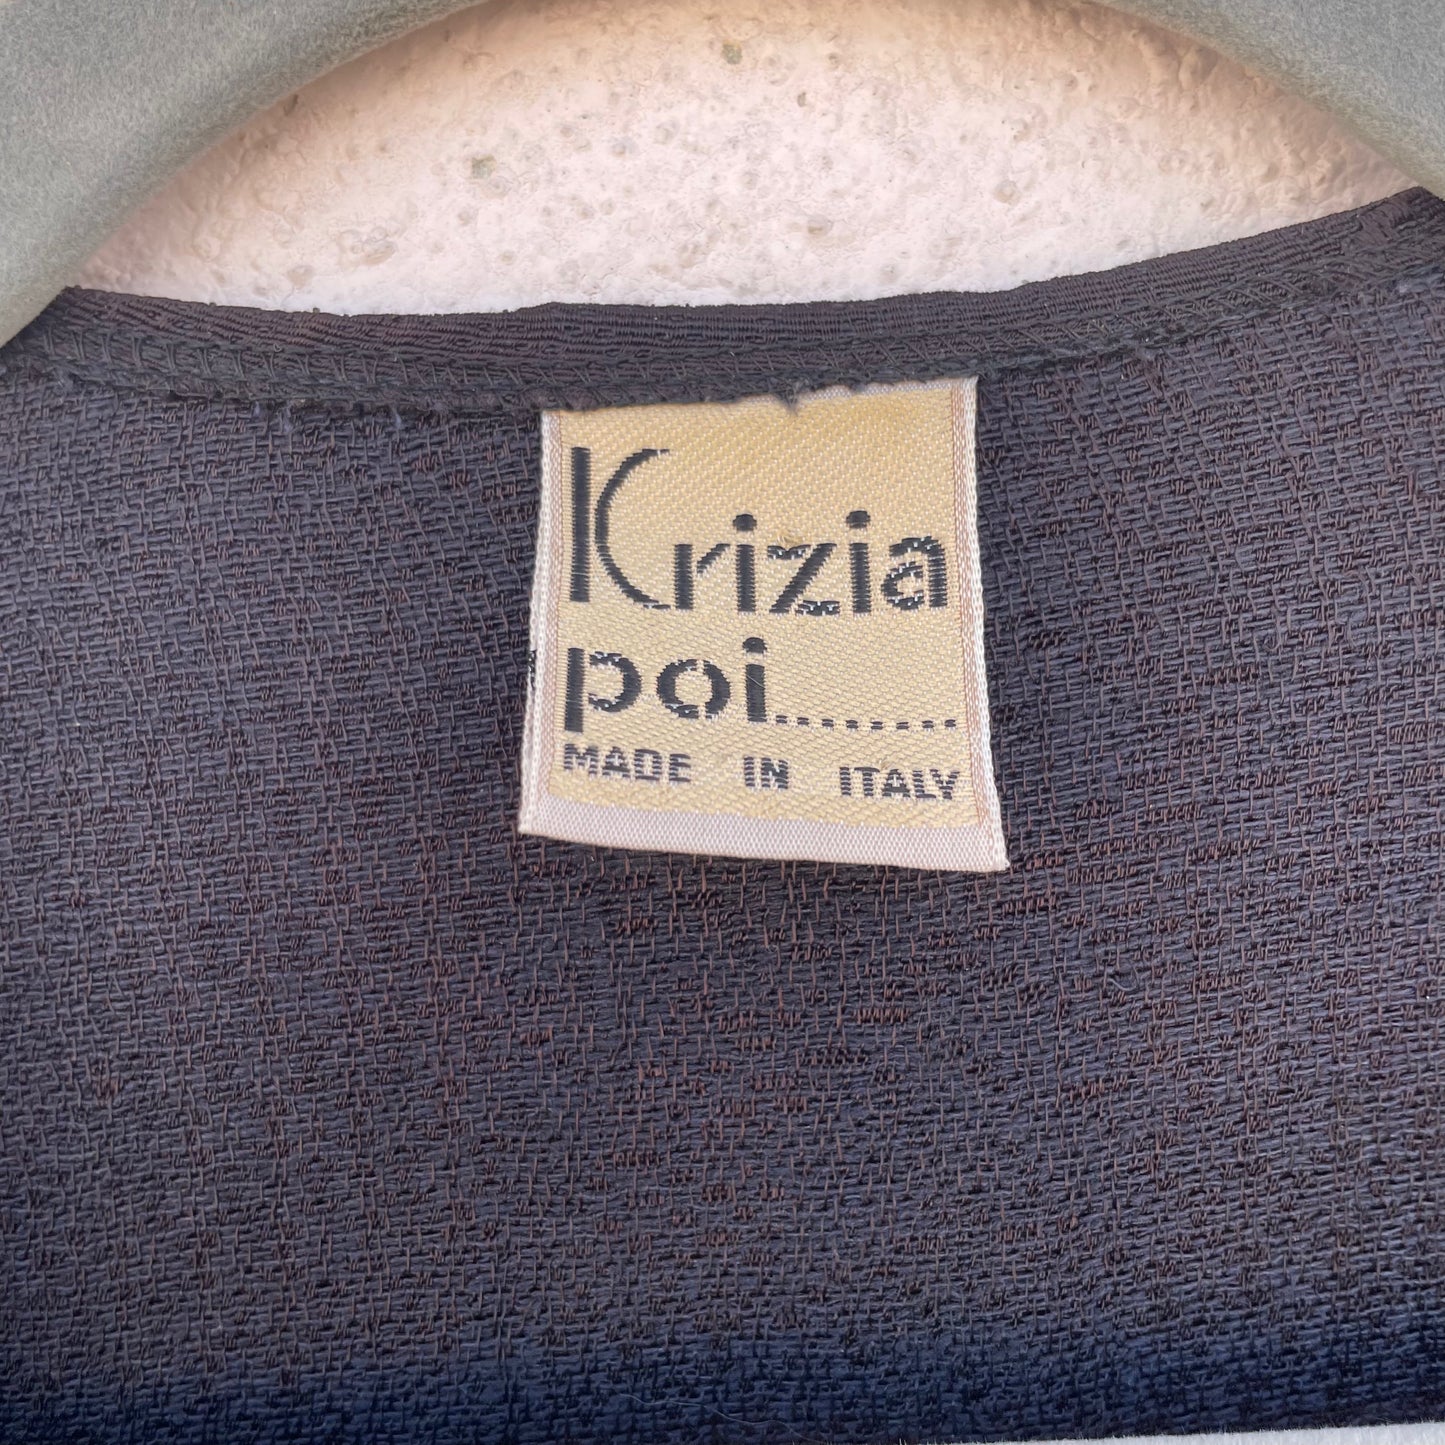 Krizia
poi........
MADE IN ITALY